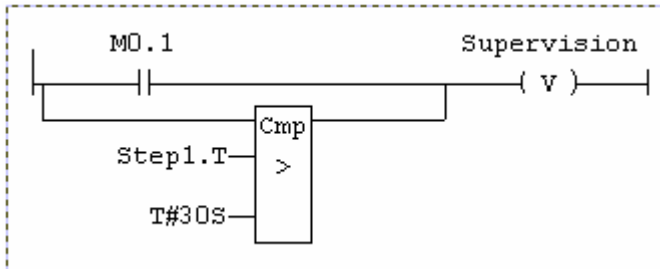 M0.1 Supervision
( V )
Cmp
Step1.T
>
T#30S